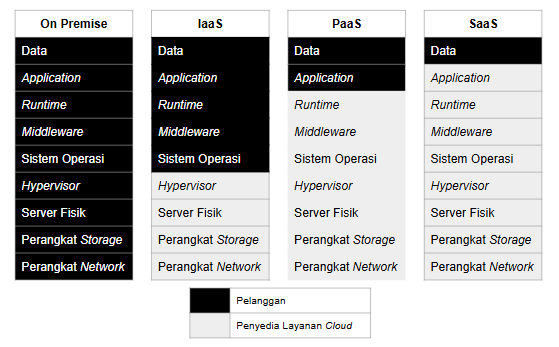 On Premise
Data
Application
Runtime
Middleware
Sistem Operasi
Hypervisor
Server Fisik
Perangkat Storage
Perangkat Network
IaaS
Data
Application
Runtime
Middleware
Sistem Operasi
Hypervisor
Server Fisik
Perangkat Storage
Perangkat Network
PaaS
Data
Application
Runtime
Middleware
Sistem Operasi
Hypervisor
Server Fisik
Perangkat Storage
Perangkat Network
SaaS
Data
Application
Runtime
Middleware
Sistem Operasi
Hypervisor
Server Fisik
Perangkat Storage
Perangkat Network
Pelanggan
Penyedia Layanan Cloud